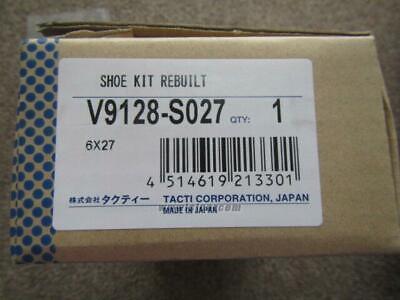 SHOE KIT REBUILT
V9128-S027 QTY: 1
6X27
4 514619 213301
株式会社 タクティー TACTI CORPORATION, JAPAN
MADE IN JAPAN